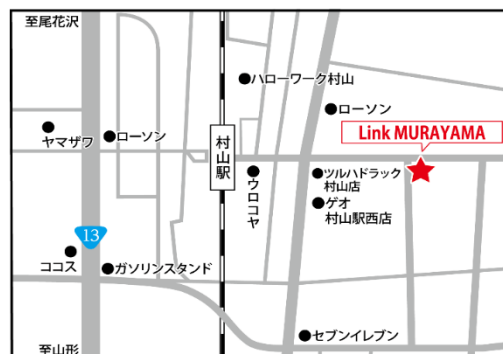 至尾花沢
ハローワーク村山
ローソン
Link MURAYAMA
ヤマザワ
ローソン
村山駅
ウロコヤ
ツルハドラック
村山店
ゲオ
村山駅西店
13
ココス
ガソリンスタンド
セブンイレブン
至山形